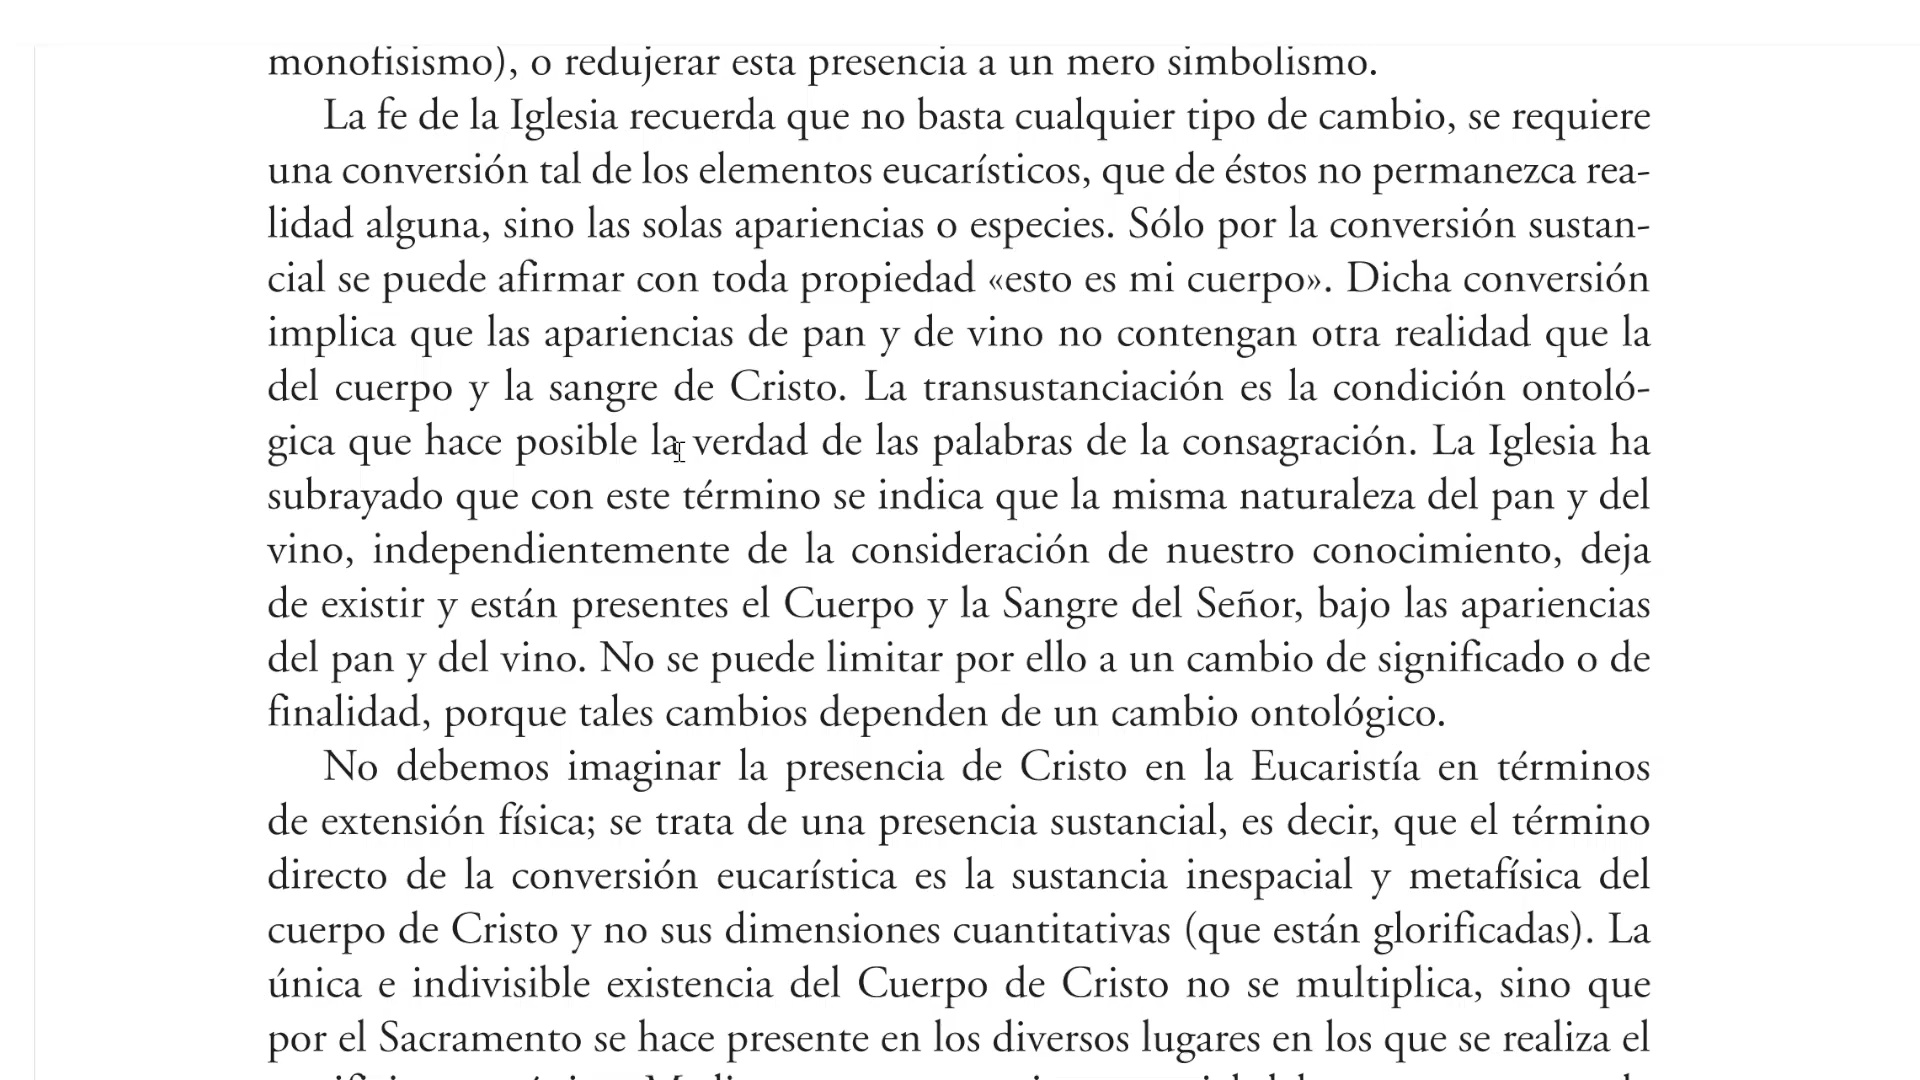 monofisismo), o redujerar esta presencia a un mero simbolismo.
La fe de la Iglesia recuerda que no basta cualquier tipo de cambio, se requiere
una conversión tal de los elementos eucarísticos, que de éstos no permanezca rea-
lidad alguna, sino las solas apariencias o especies. Sólo por la conversión sustan-
cial se puede afirmar con toda propiedad «esto es mi cuerpo». Dicha conversión
implica que las apariencias de pan y de vino no contengan otra realidad que la
del cuerpo y la sangre de Cristo. La transustanciación es la condición ontoló-
gica que hace posible la verdad de las palabras de la consagración. La Iglesia ha
subrayado que con este término se indica que la misma naturaleza del pan y del
vino, independientemente de la consideración de nuestro conocimiento, deja
de existir y están presentes el Cuerpo y la Sangre del Señor, bajo las apariencias
del pan y del vino. No se puede limitar por ello a un cambio de significado o de
finalidad, porque tales cambios dependen de un cambio ontológico.
No debemos imaginar la presencia de Cristo en la Eucaristía en términos
de extensión física; se trata de una presencia sustancial, es decir, que el término
directo de la conversión eucarística es la sustancia inespacial y metafísica del
cuerpo de Cristo y no sus dimensiones cuantitativas (que están glorificadas). La
única e indivisible existencia del Cuerpo de Cristo no se multiplica, sino que
por el Sacramento se hace presente en los diversos lugares en los que se realiza el